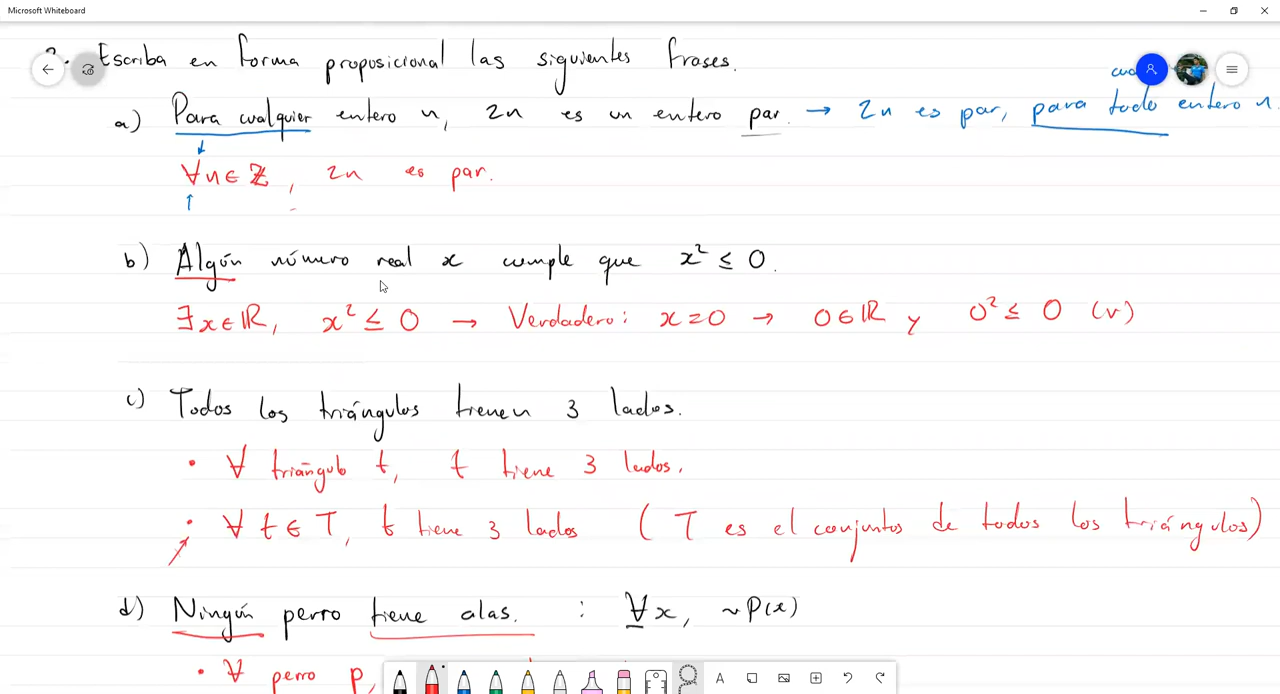 Microsoft Whiteboard
Escriba en forma proposicional las siguientes frases.
a) Para cualquier entero n, 2n es un entero par. → 2n es par, para todo entero n.
∀n∈ℤ, 2n es par.
b) Algún número real x cumple que x² ≤ 0.
∃x∈ℝ, x² ≤ 0 → Verdadero: x=0 → 0∈ℝ y 0² ≤ 0 (v)
c) Todos los triángulos tienen 3 lados.
• ∀ triángulo t, t tiene 3 lados.
• ∀ t ∈ T, t tiene 3 lados ( T es el conjuntos de todos los triángulos)
d) Ningún perro tiene alas. : ∀x, ~P(x)
• ∀ perro p,